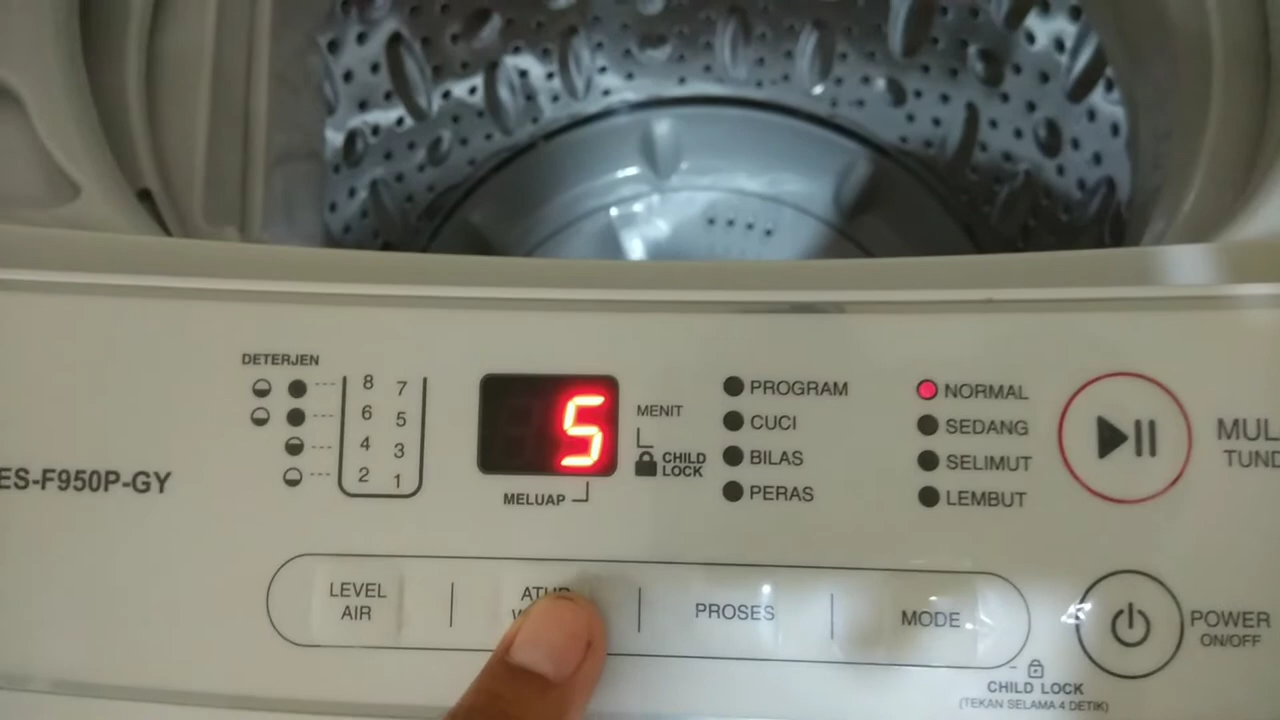 DETERJEN
8 7
6 5
4 3
2 1
ES-F950P-GY
5
MENIT
CHILD
LOCK
MELUAP
PROGRAM
CUCI
BILAS
PERAS
NORMAL
SEDANG
SELIMUT
LEMBUT
MUL
TUND
LEVEL
AIR
PROSES
MODE
POWER
ON/OFF
CHILD LOCK
(TEKAN SELAMA 4 DETIK)